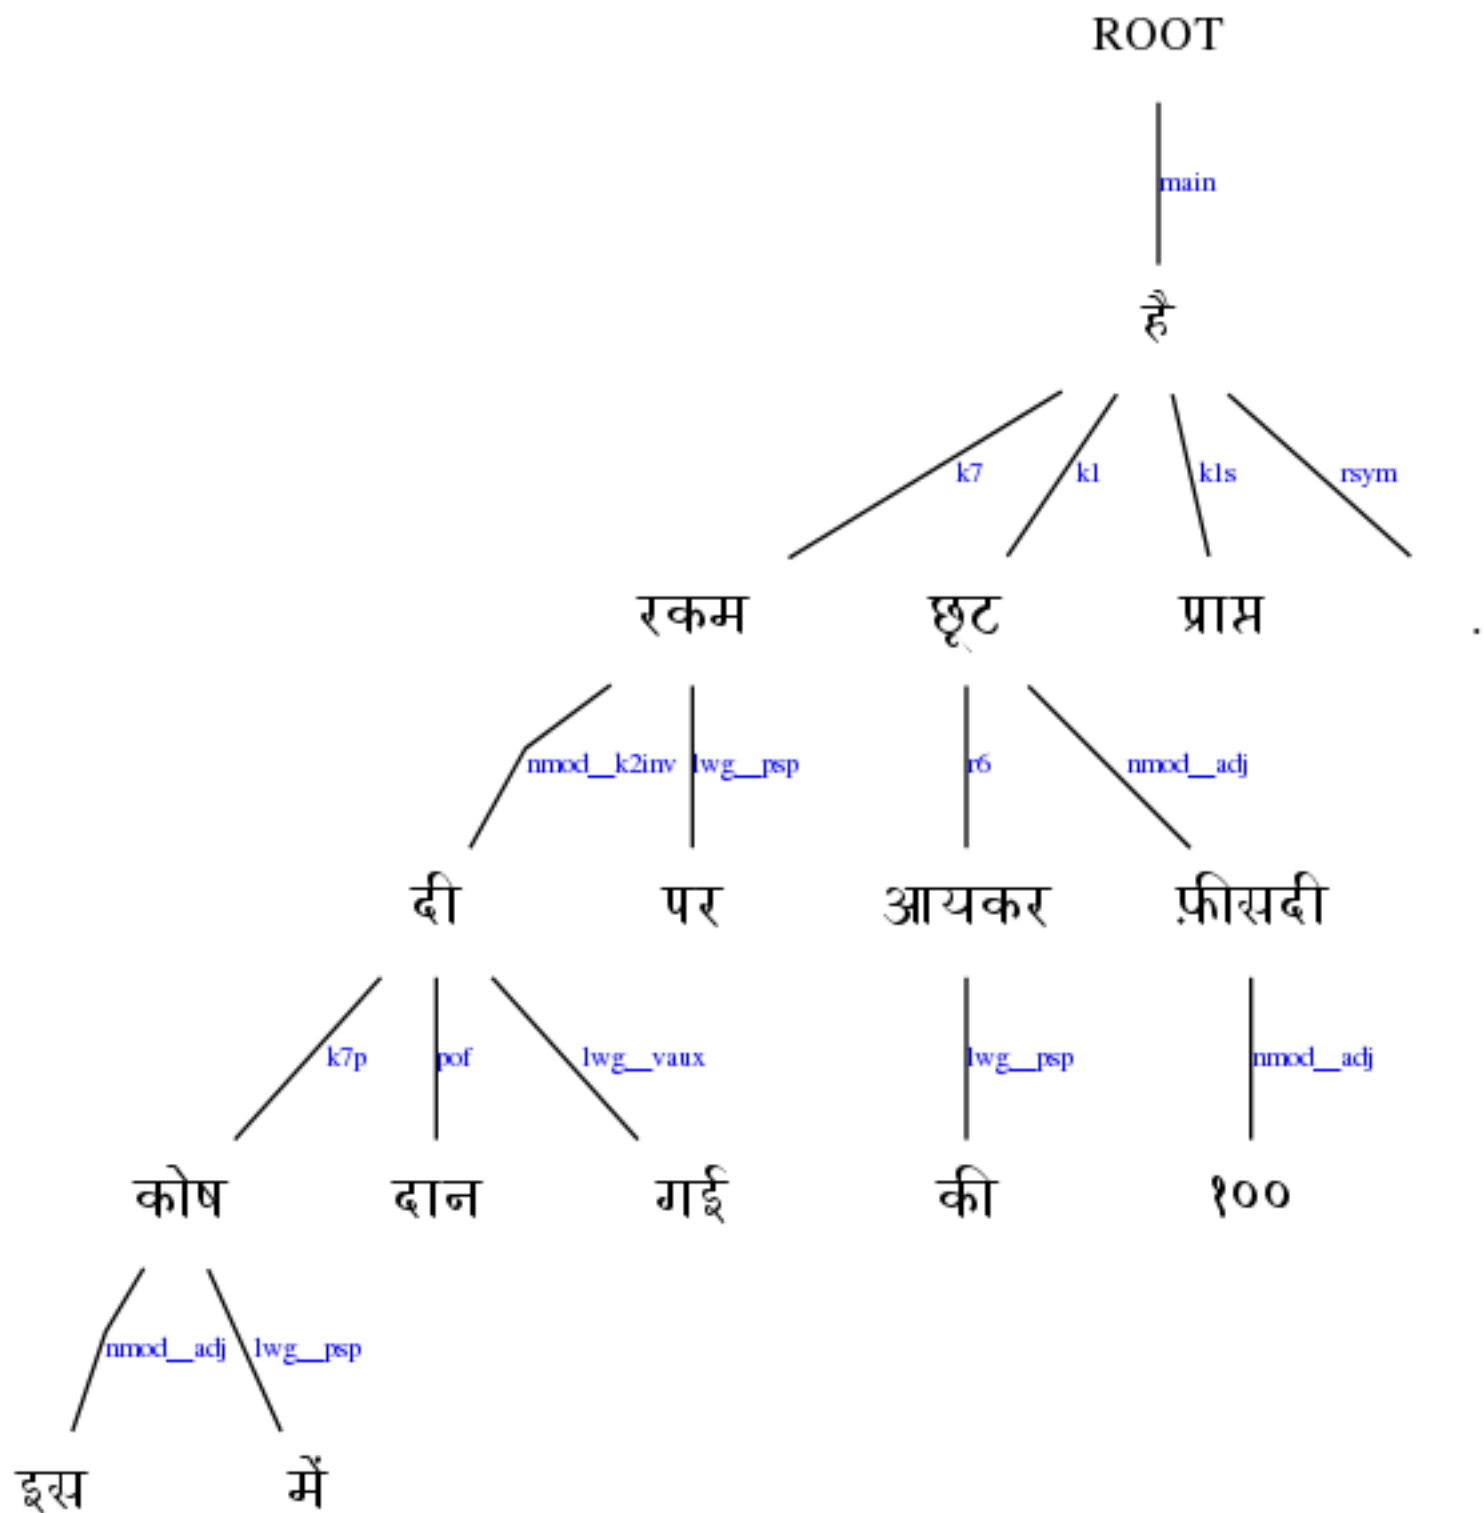 ROOT
main
है
k7 k1 k1s rsym
रकम छूट प्राप्त .
nmod__k2inv lwg__psp r6 nmod__adj
दी पर आयकर फ़ीसदी
k7p pof lwg__vaux lwg__psp nmod__adj
कोष दान गई की १००
nmod__adj lwg__psp
इस में